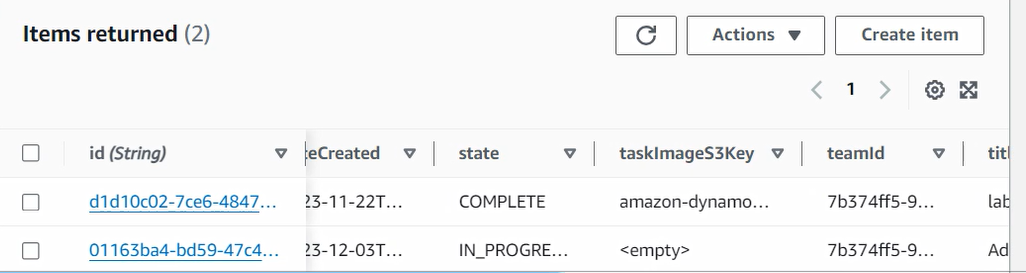 Items returned (2)
Actions
Create item
1
id (String) teCreated state taskImageS3Key teamId titl
d1d10c02-7ce6-4847... 23-11-22T... COMPLETE amazon-dynamo... 7b374ff5-9... lab
01163ba4-bd59-47c4... 23-12-03T... IN_PROGRE... <empty> 7b374ff5-9... Ad